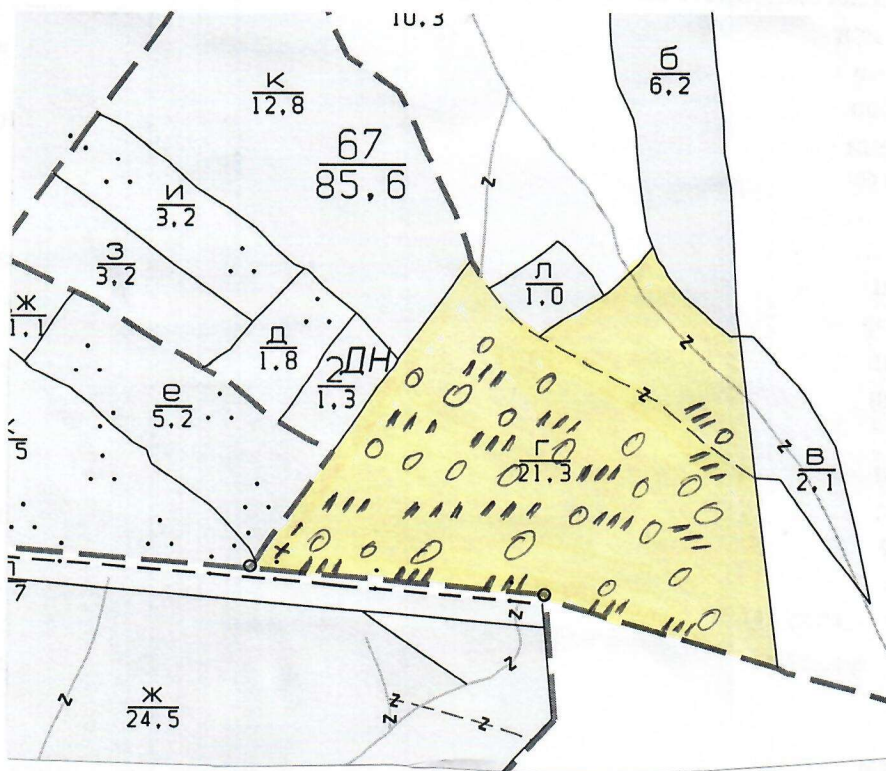 10,3
б
6,2
к
12,8
67
85,6
и
3,2
з
3,2
л
1,0
ж
1,1
д
1,8
2ДН
1,3
е
5,2
5
г
21,3
в
2,1
7
ж
24,5
z
z
z
z
z
z
z
z
z
z